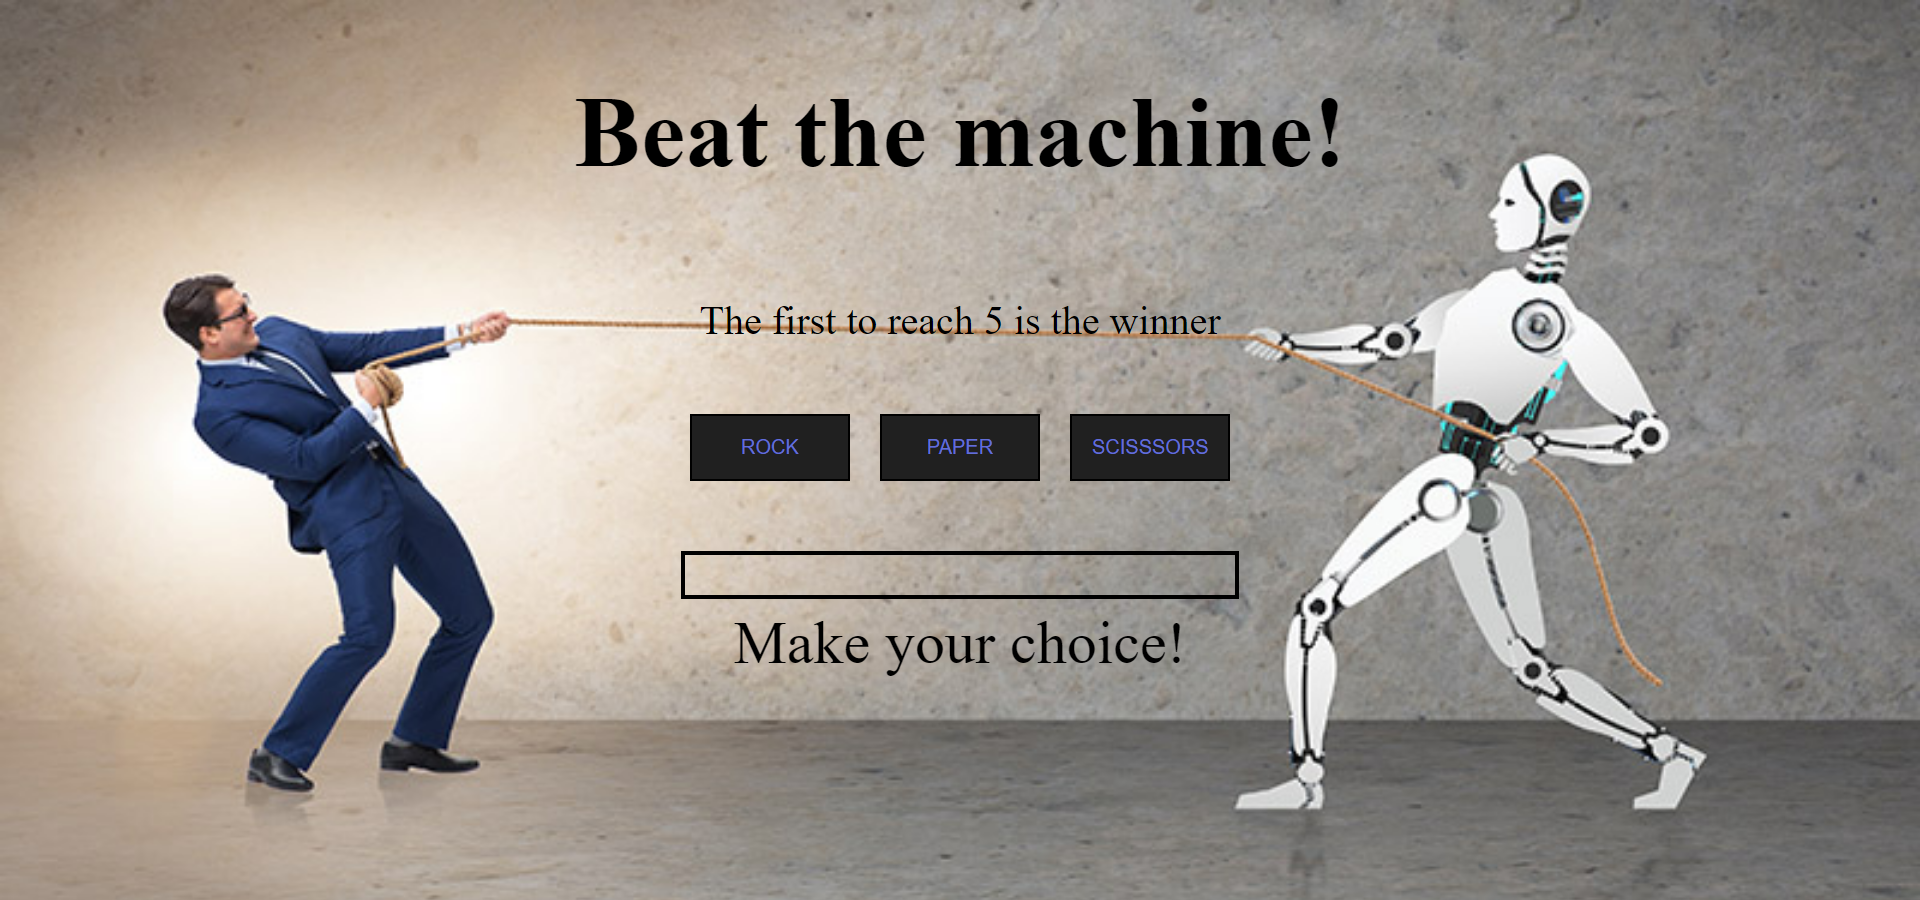 Beat the machine!
The first to reach 5 is the winner
ROCK PAPER SCISSSORS
Make your choice!